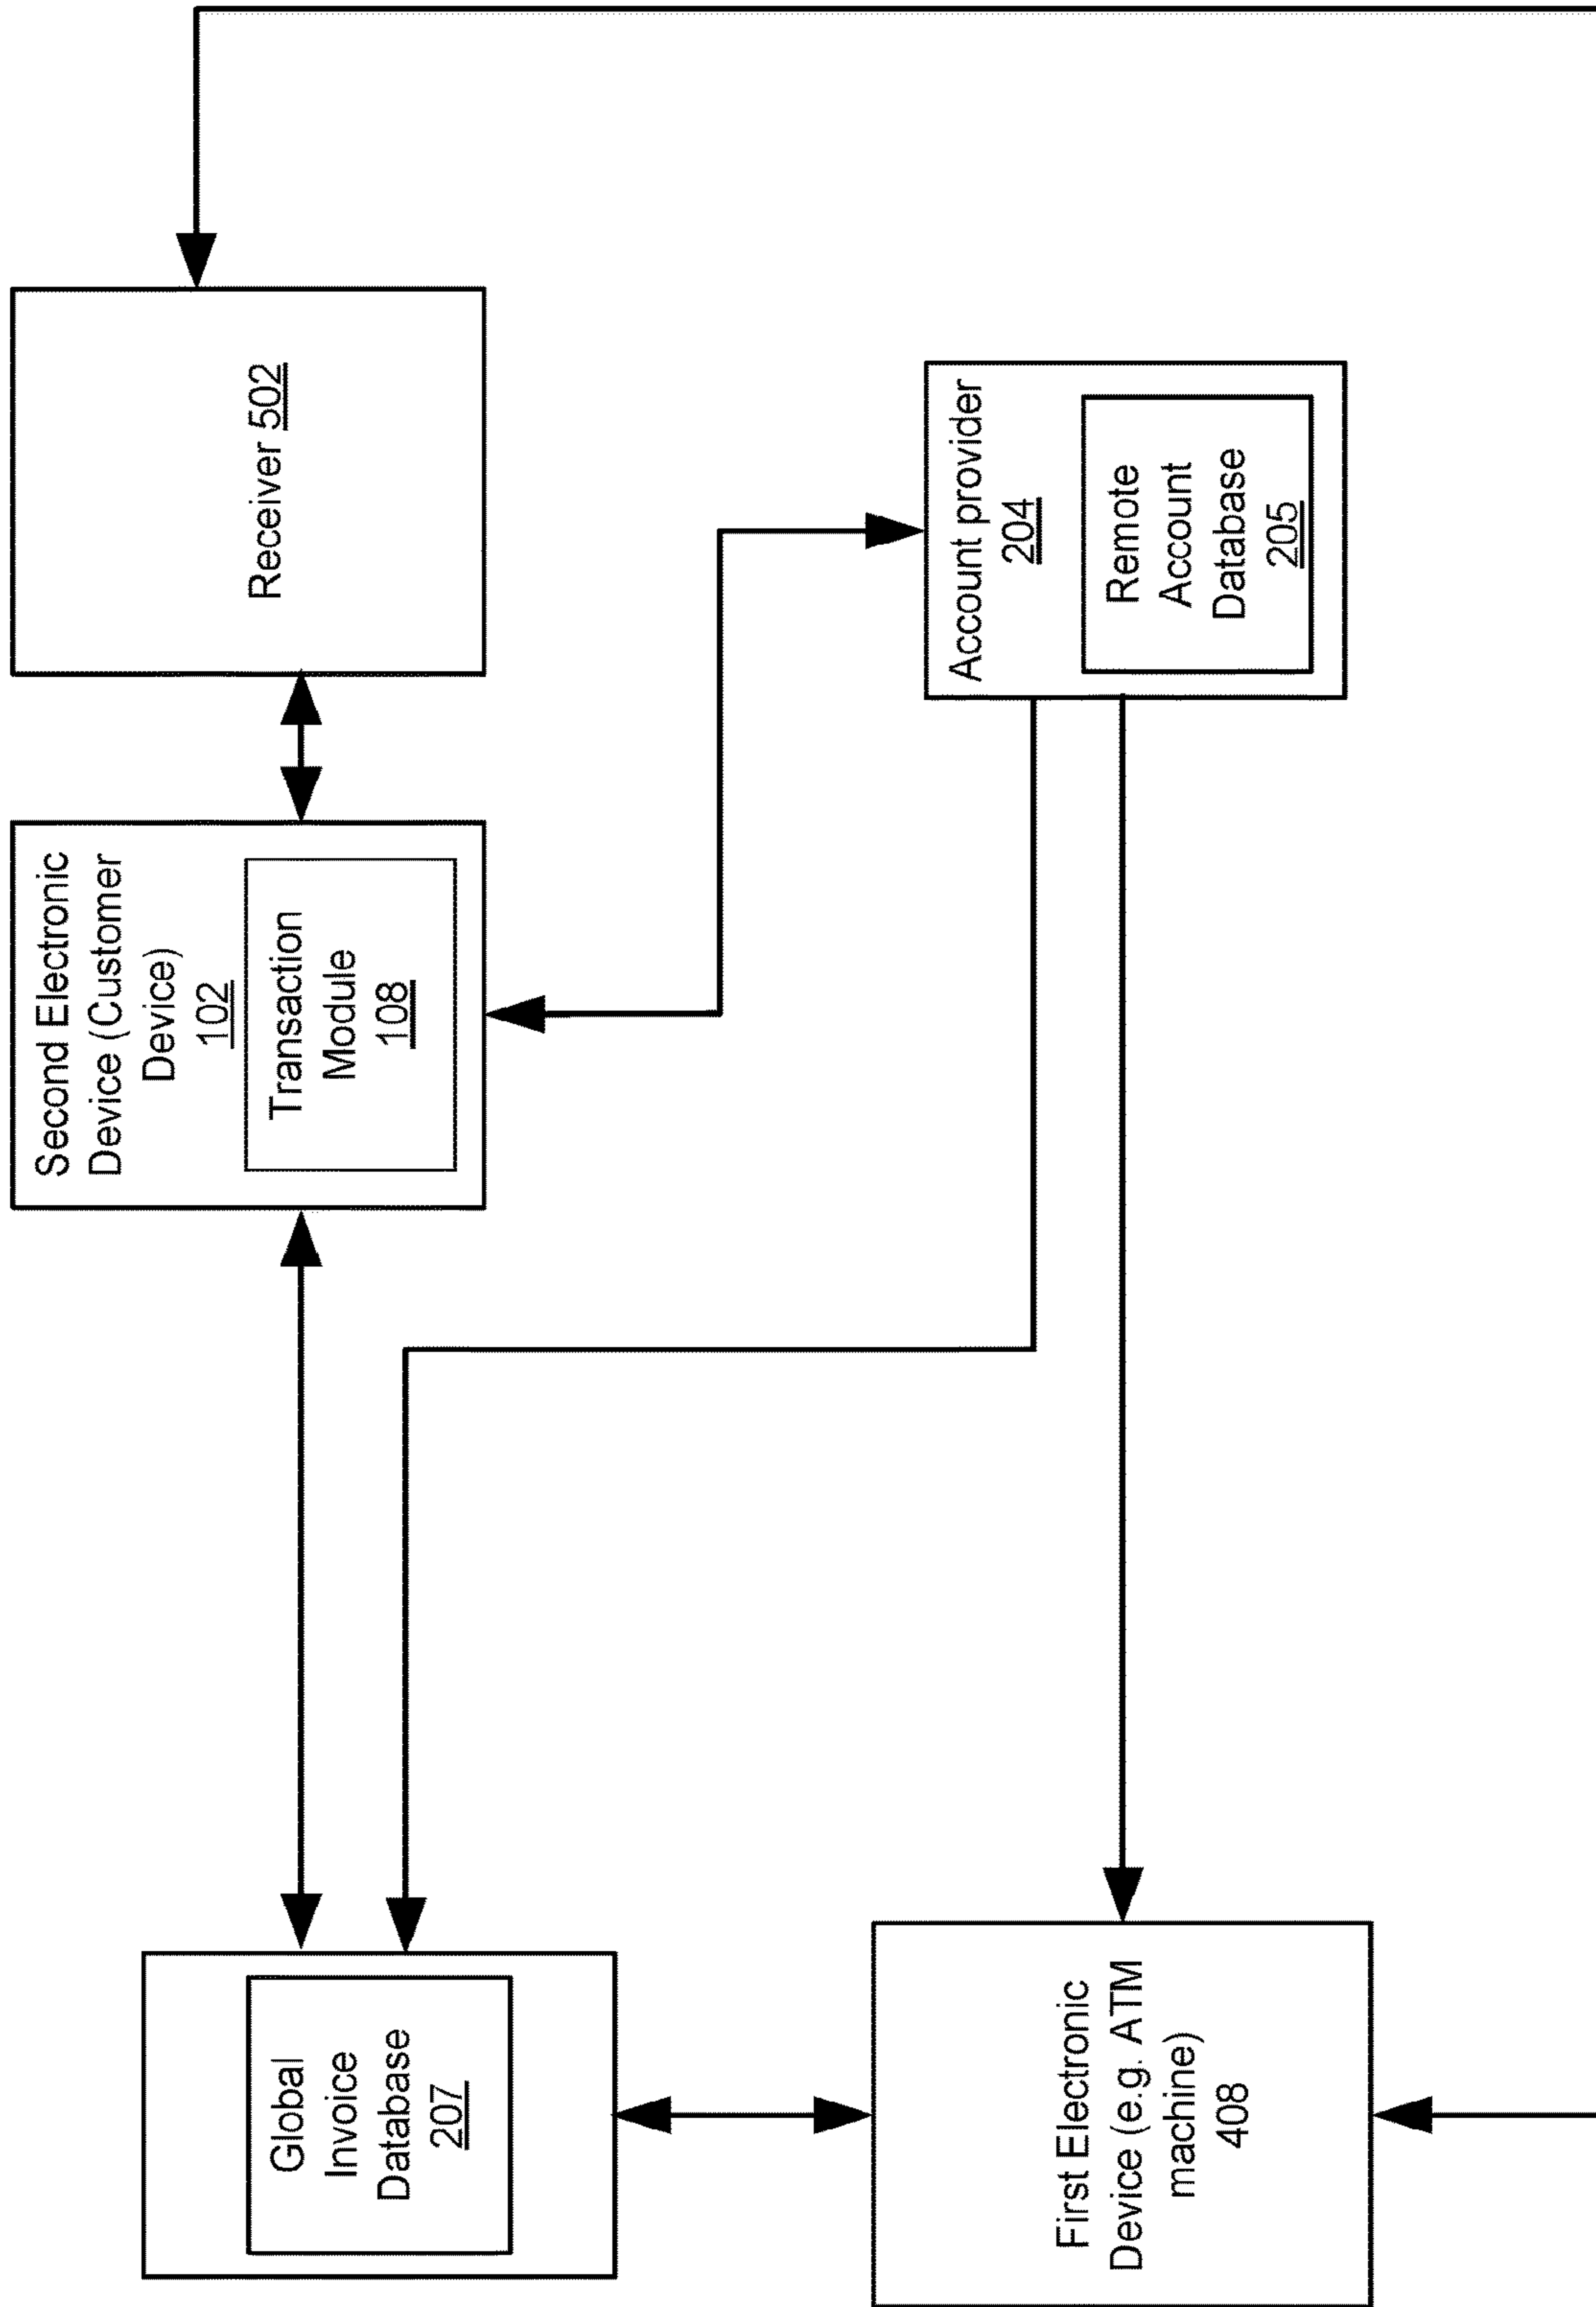 Global
Invoice
Database
207
Second Electronic
Device (Customer
Device)
102
Transaction
Module
108
Receiver 502
First Electronic
Device (e.g. ATM
machine)
408
Account provider
204
Remote
Account
Database
205